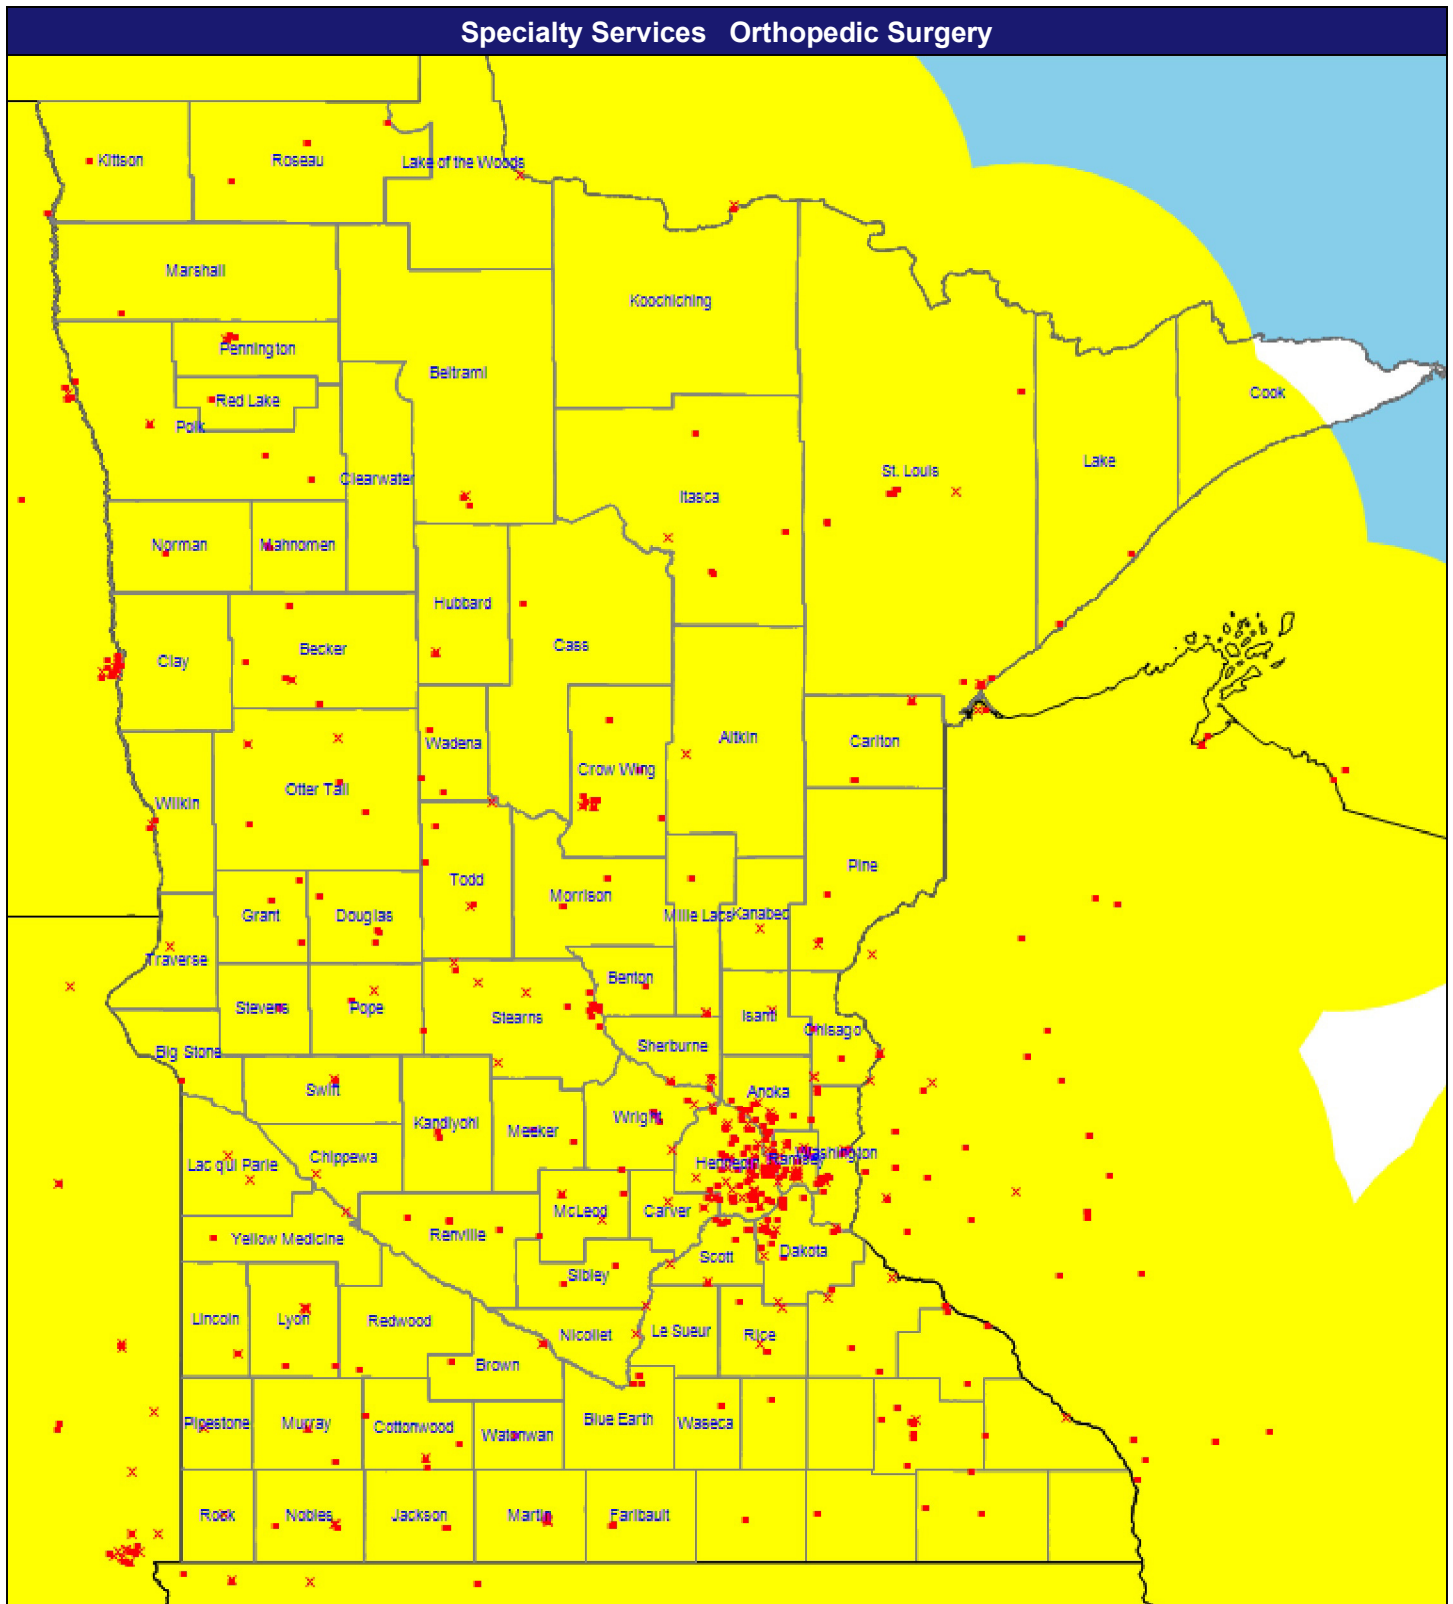 Specialty Services Orthopedic Surgery
Kittson
Roseau
Lake of the Woods
Marshall
Koochiching
Pennington
Beltrami
Red Lake
Polk
Cook
Clearwater
St. Louis
Lake
Itasca
Norman
Mahnomen
Hubbard
Cass
Becker
Clay
Aitkin
Carlton
Wadena
Crow Wing
Otter Tail
Wilkin
Pine
Todd
Morrison
Grant
Douglas
Mille Lacs
Kanabec
Traverse
Benton
Stevens
Pope
Stearns
Isanti
Chisago
Sherburne
Big Stone
Swift
Anoka
Kandiyohi
Meeker
Wright
Chippewa
Lac qui Parle
Hennepin
Ramsey
Washington
McLeod
Carver
Renville
Yellow Medicine
Scott
Dakota
Sibley
Lincoln
Lyon
Redwood
Nicollet
Le Sueur
Rice
Brown
Pipestone
Murray
Cottonwood
Watonwan
Blue Earth
Waseca
Rock
Nobles
Jackson
Martin
Faribault